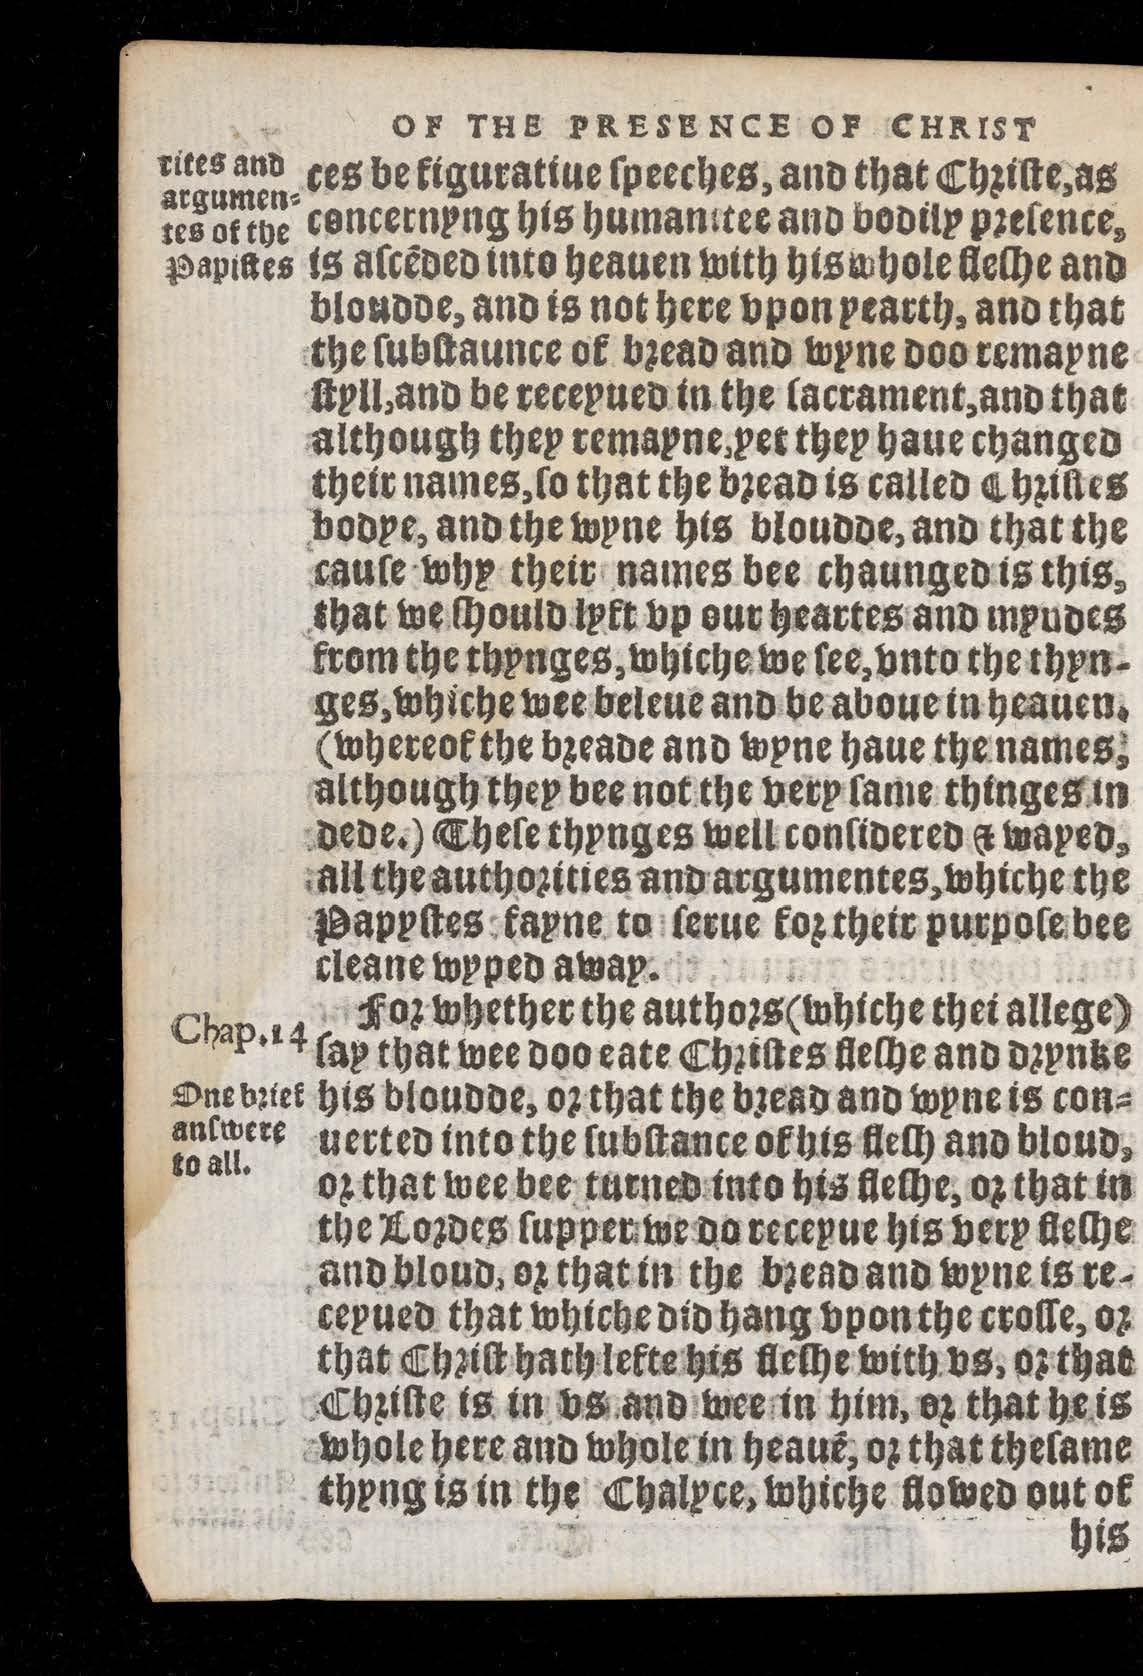 OF THE PRESENCE OF CHRIST
rites and
argumen-
tes of the
Papistes
ces be figuratiue speeches, and that Christe, as
concernyng his humanitee and bodily presence,
is ascēded into heauen with his whole fleshe and
bloudde, and is not here vpon yearth, and that
the substaunce of bread and wyne doo remayne
styll, and be receyued in the sacrament, and that
although they remayne, yet they haue changed
their names, so that the bread is called Christes
bodye, and the wyne his bloudde, and that the
cause why their names bee chaunged is this,
that we should lyft vp our heartes and myndes
from the thynges, whiche we see, vnto the thyn-
ges, whiche wee beleue and be aboue in heauen.
(whereof the breade and wyne haue the names,
although they bee not the very same thinges in
dede.) These thynges well considered & wayed,
all the authorities and argumentes, whiche the
Papystes fayne to serue for their purpose bee
cleane wyped away.
Chap. 14
One brief
answere
to all.
For whether the authors (whiche thei allege)
say that wee doo eate Christes fleshe and drynke
his bloudde, or that the bread and wyne is con-
uerted into the substance of his flesh and bloud,
or that wee bee turned into his fleshe, or that in
the Lordes supper we do receyue his very fleshe
and bloud, or that in the bread and wyne is re-
ceyued that whiche did hang vpon the crosse, or
that Christ hath lefte his fleshe with vs, or that
Christe is in vs and wee in him, or that he is
whole here and whole in heauē, or that thesame
thyng is in the Chalyce, whiche flowed out of
his